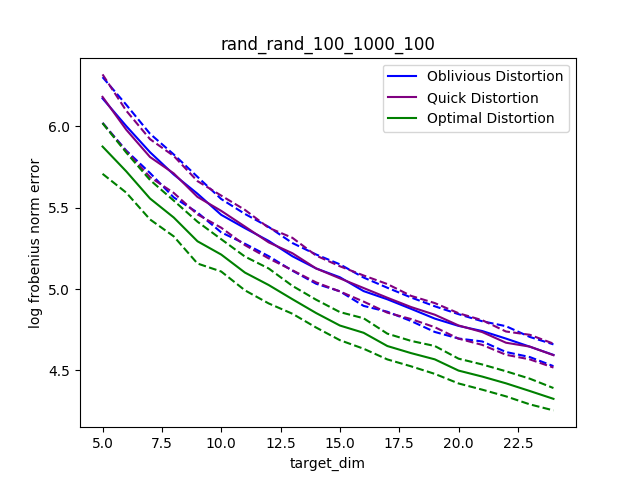 rand_rand_100_1000_100
Oblivious Distortion
Quick Distortion
Optimal Distortion
log frobenius norm error
6.0
5.5
5.0
4.5
5.0 7.5 10.0 12.5 15.0 17.5 20.0 22.5
target_dim